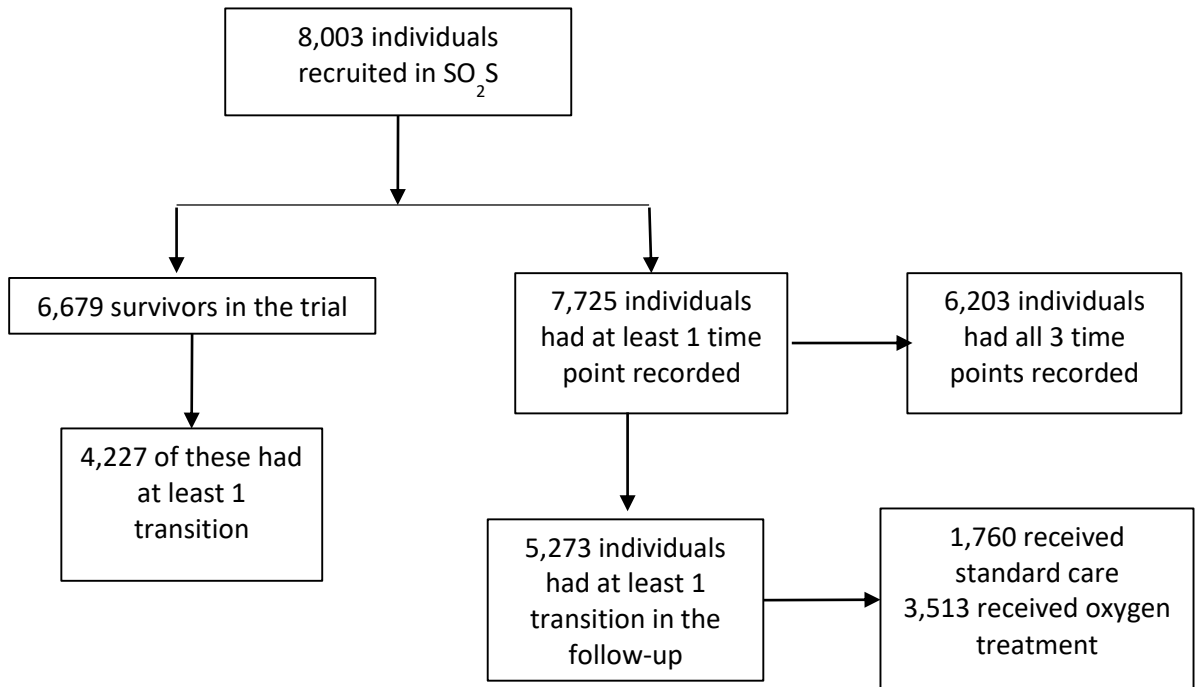 8,003 individuals
recruited in SO₂S
6,679 survivors in the trial
7,725 individuals
had at least 1 time
point recorded
6,203 individuals
had all 3 time
points recorded
4,227 of these had
at least 1
transition
5,273 individuals
had at least 1
transition in the
follow-up
1,760 received
standard care
3,513 received oxygen
treatment